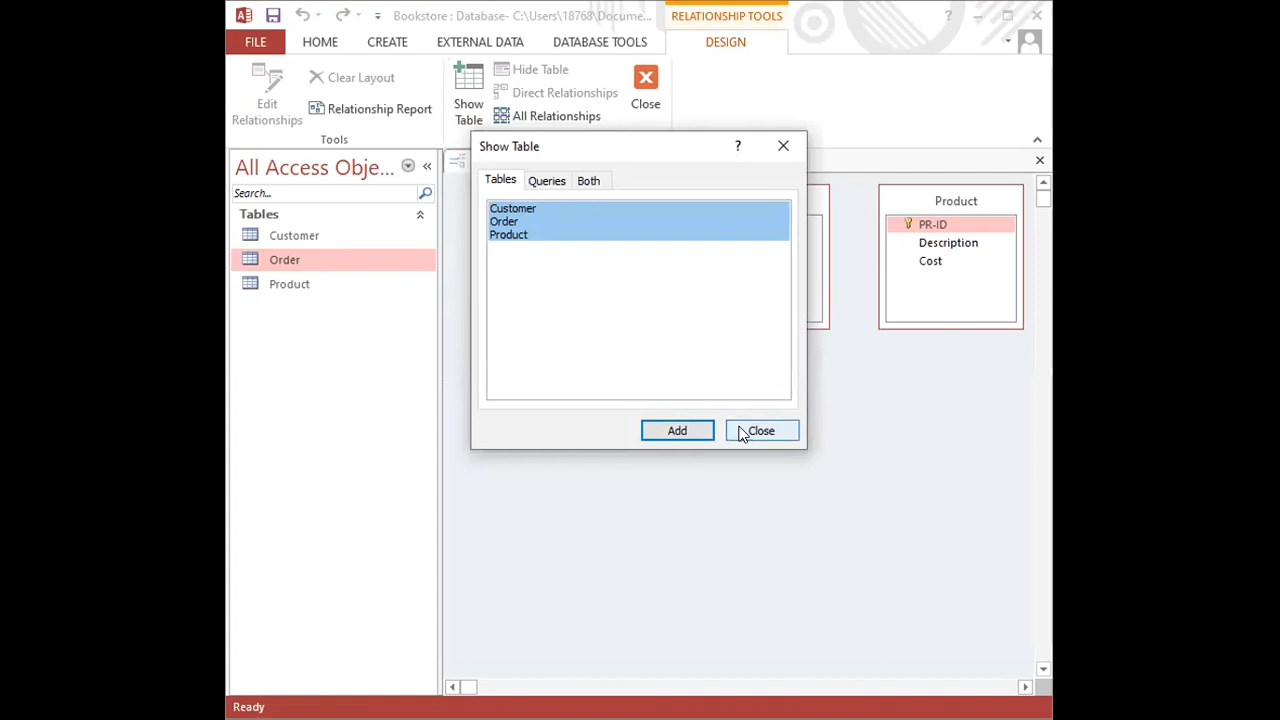 Bookstore : Database- C:\Users\18768\Docume...
RELATIONSHIP TOOLS
?
FILE
HOME
CREATE
EXTERNAL DATA
DATABASE TOOLS
DESIGN
Edit
Relationships
Clear Layout
Relationship Report
Tools
Show
Table
Hide Table
Direct Relationships
All Relationships
Close
All Access Obje...
Search...
Tables
Customer
Order
Product
Show Table
?
Tables
Queries
Both
Customer
Order
Product
Add
Close
Product
PR-ID
Description
Cost
Ready